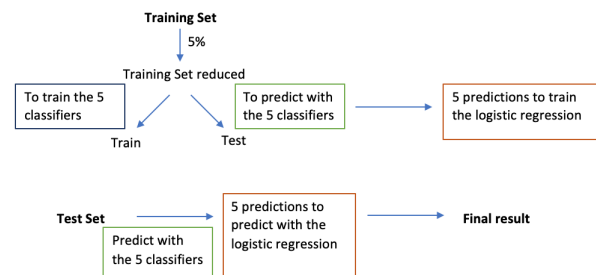 Training Set
5%
Training Set reduced
To train the 5
classifiers
To predict with
the 5 classifiers
5 predictions to train
the logistic regression
Train
Test
Test Set
5 predictions to
predict with the
logistic regression
Final result
Predict with
the 5 classifiers